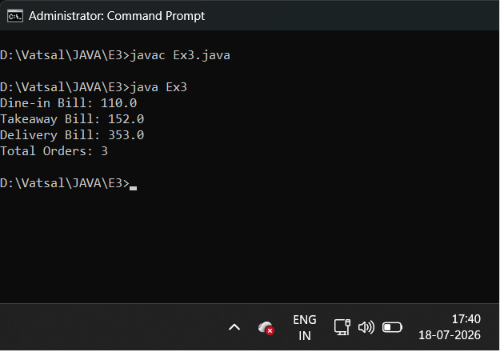 Administrator: Command Prompt
D:\Vatsal\JAVA\E3>javac Ex3.java
D:\Vatsal\JAVA\E3>java Ex3
Dine-in Bill: 110.0
Takeaway Bill: 152.0
Delivery Bill: 353.0
Total Orders: 3
D:\Vatsal\JAVA\E3>
ENG
IN
17:40
18-07-2026